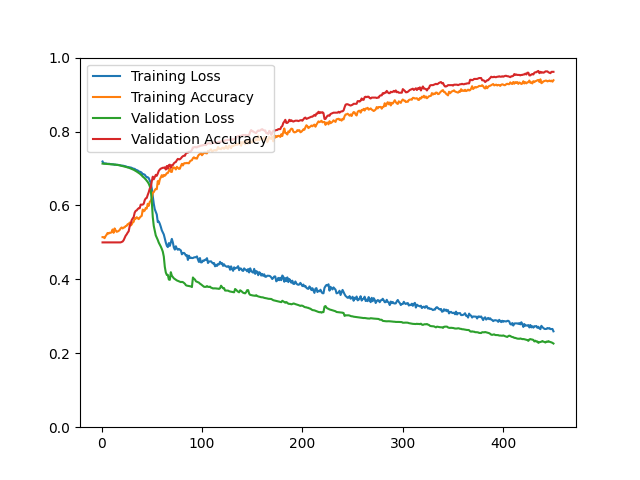 1.0
0.8
0.6
0.4
0.2
0.0
Training Loss
Training Accuracy
Validation Loss
Validation Accuracy
0 100 200 300 400